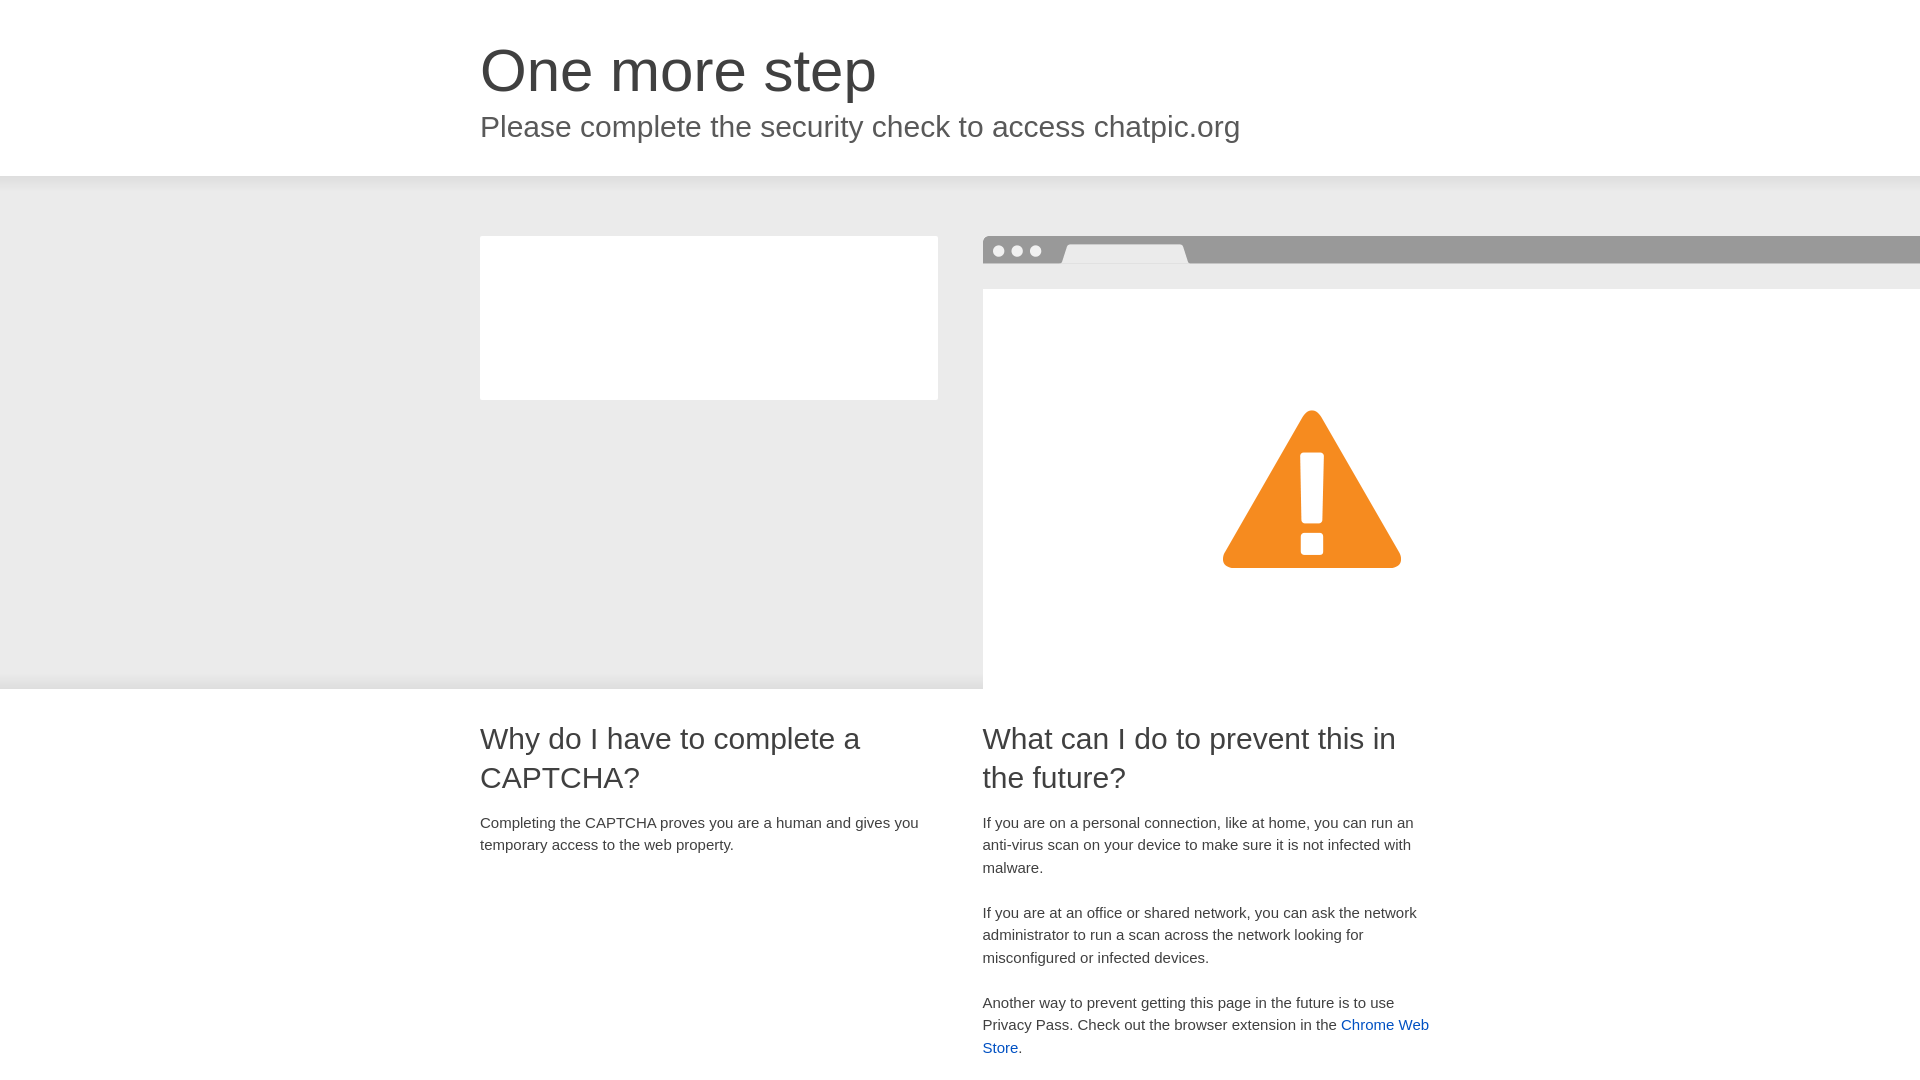 One more step
Please complete the security check to access chatpic.org
Why do I have to complete a
CAPTCHA?
Completing the CAPTCHA proves you are a human and gives you
temporary access to the web property.
What can I do to prevent this in
the future?
If you are on a personal connection, like at home, you can run an
anti-virus scan on your device to make sure it is not infected with
malware.
If you are at an office or shared network, you can ask the network
administrator to run a scan across the network looking for
misconfigured or infected devices.
Another way to prevent getting this page in the future is to use
Privacy Pass. Check out the browser extension in the Chrome Web
Store.